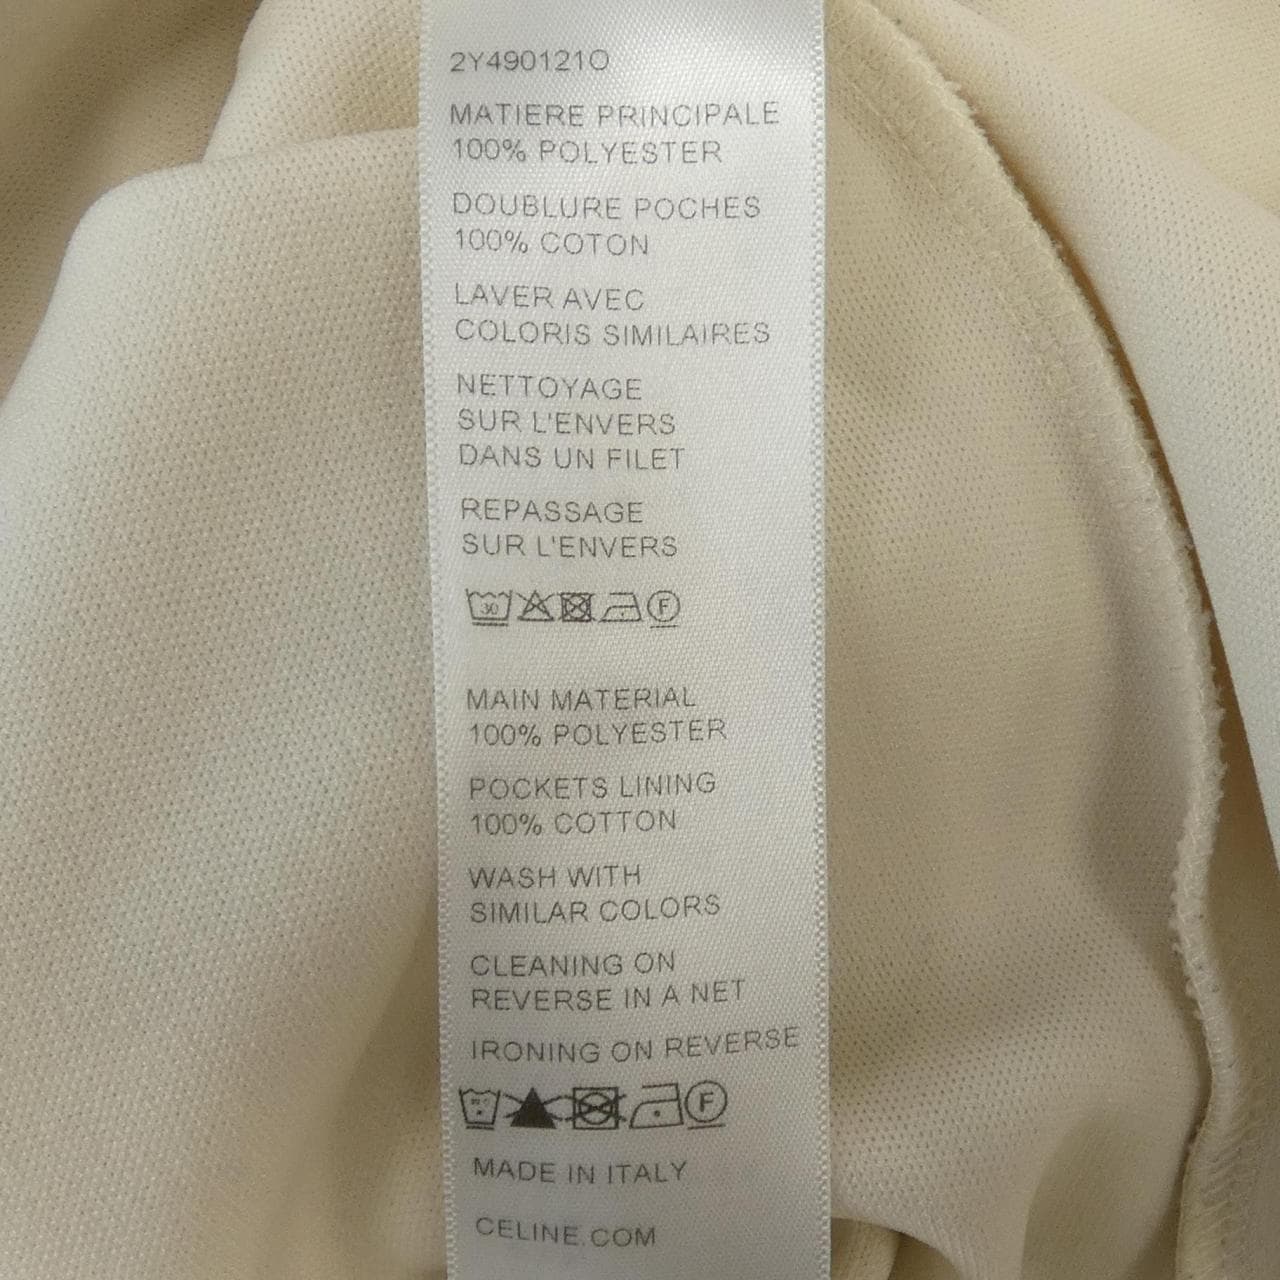 2Y490121O
MATIERE PRINCIPALE
100% POLYESTER
DOUBLURE POCHES
100% COTON
LAVER AVEC
COLORIS SIMILAIRES
NETTOYAGE
SUR L'ENVERS
DANS UN FILET
REPASSAGE
SUR L'ENVERS
30 F
MAIN MATERIAL
100% POLYESTER
POCKETS LINING
100% COTTON
WASH WITH
SIMILAR COLORS
CLEANING ON
REVERSE IN A NET
IRONING ON REVERSE
F
MADE IN ITALY
CELINE.COM